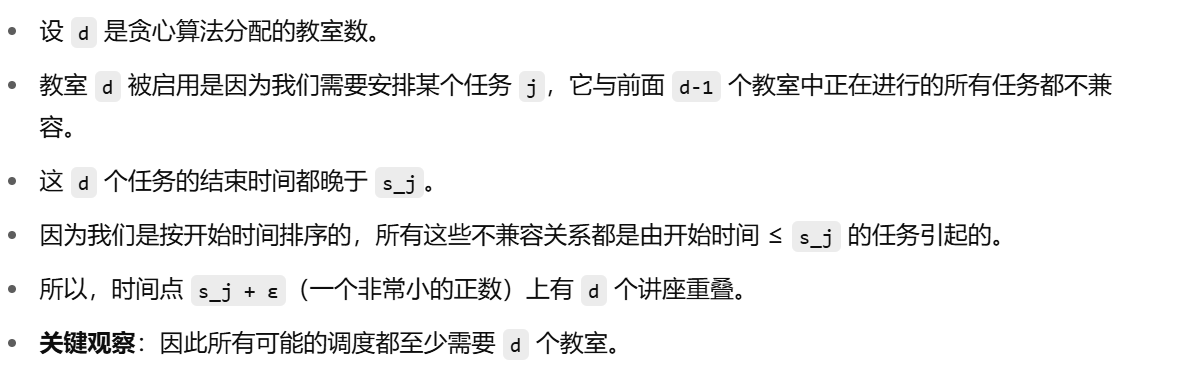 设 d 是贪心算法分配的教室数。
教室 d 被启用是因为我们需要安排某个任务 j，它与前面 d-1 个教室中正在进行的所有任务都不兼
容。
这 d 个任务的结束时间都晚于 s_j。
因为我们是按开始时间排序的，所有这些不兼容关系都是由开始时间 ≤ s_j 的任务引起的。
所以，时间点 s_j + ε（一个非常小的正数）上有 d 个讲座重叠。
关键观察：因此所有可能的调度都至少需要 d 个教室。